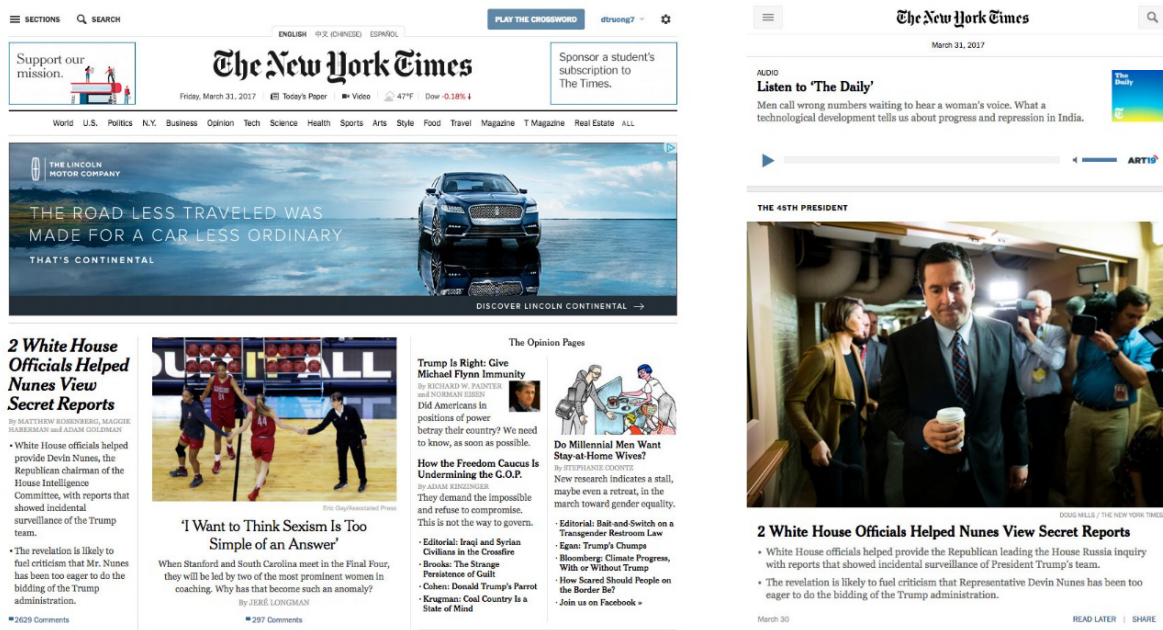 SECTIONS
SEARCH
PLAY THE CROSSWORD
dtruong7
ENGLISH 中文 (CHINESE) ESPAÑOL
Support our
mission.
The New York Times
Sponsor a student's
subscription to
The Times.
Friday, March 31, 2017
Today's Paper
Video
47°F
Dow -0.18%
World U.S. Politics N.Y. Business Opinion Tech Science Health Sports Arts Style Food Travel Magazine T Magazine Real Estate ALL
THE LINCOLN
MOTOR COMPANY
THE ROAD LESS TRAVELED WAS
MADE FOR A CAR LESS ORDINARY
THAT'S CONTINENTAL
DISCOVER LINCOLN CONTINENTAL →
2 White House
Officials Helped
Nunes View
Secret Reports
By MATTHEW ROSENBERG, MAGGIE
HABERMAN and ADAM GOLDMAN
• White House officials helped
provide Devin Nunes, the
Republican chairman of the
House Intelligence
Committee, with reports that
showed incidental
surveillance of the Trump
team.
• The revelation is likely to
fuel criticism that Mr. Nunes
has been too eager to do the
bidding of the Trump
administration.
2629 Comments
ALL
44
Eric Gay/Associated Press
'I Want to Think Sexism Is Too
Simple of an Answer'
When Stanford and South Carolina meet in the Final Four,
they will be led by two of the most prominent women in
coaching. Why has that become such an anomaly?
By JERÉ LONGMAN
297 Comments
The Opinion Pages
Trump Is Right: Give
Michael Flynn Immunity
By RICHARD W. PAINTER
and NORMAN EISEN
Did Americans in
positions of power
betray their country? We need
to know, as soon as possible.
How the Freedom Caucus Is
Undermining the G.O.P.
By ADAM KINZINGER
They demand the impossible
and refuse to compromise.
This is not the way to govern.
• Editorial: Iraqi and Syrian
Civilians in the Crossfire
• Brooks: The Strange
Persistence of Guilt
• Cohen: Donald Trump's Parrot
• Krugman: Coal Country Is a
State of Mind
Do Millennial Men Want
Stay-at-Home Wives?
By STEPHANIE COONTZ
New research indicates a stall,
maybe even a retreat, in the
march toward gender equality.
• Editorial: Bait-and-Switch on a
Transgender Restroom Law
• Egan: Trump's Chumps
• Bloomberg: Climate Progress,
With or Without Trump
• How Scared Should People on
the Border Be?
• Join us on Facebook »
The New York Times
March 31, 2017
AUDIO
Listen to 'The Daily'
Men call wrong numbers waiting to hear a woman's voice. What a
technological development tells us about progress and repression in India.
The
Daily
ART19
THE 45TH PRESIDENT
DOUG MILLS / THE NEW YORK TIMES
2 White House Officials Helped Nunes View Secret Reports
• White House officials helped provide the Republican leading the House Russia inquiry
with reports that showed incidental surveillance of President Trump's team.
• The revelation is likely to fuel criticism that Representative Devin Nunes has been too
eager to do the bidding of the Trump administration.
March 30
READ LATER | SHARE